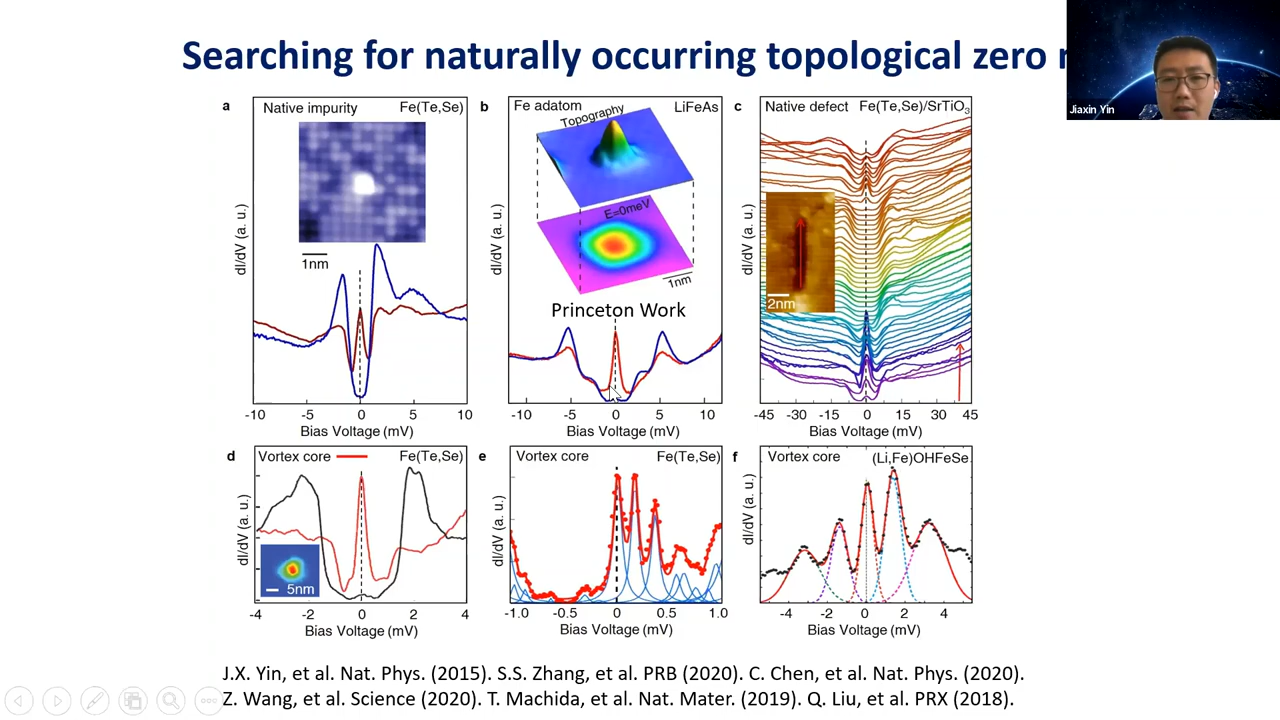 Searching for naturally occurring topological zero
Jiaxin Yin
a Native impurity Fe(Te,Se)
1nm
dI/dV (a. u.)
-10 -5 0 5 10
Bias Voltage (mV)
b Fe adatom LiFeAs
Topography
E=0meV
1nm
Princeton Work
dI/dV (a. u.)
-10 -5 0 5 10
Bias Voltage (mV)
c Native defect Fe(Te,Se)/SrTiO3
2nm
dI/dV (a. u.)
-45 -30 -15 0 15 30 45
Bias Voltage (mV)
d Vortex core Fe(Te,Se)
5nm
dI/dV (a. u.)
-4 -2 0 2 4
Bias Voltage (mV)
e Vortex core Fe(Te,Se)
dI/dV (a. u.)
-1.0 -0.5 0 0.5 1.0
Bias Voltage (mV)
f Vortex core (Li,Fe)OHFeSe
dI/dV (a. u.)
-4 -2 0 2 4
Bias Voltage (mV)
J.X. Yin, et al. Nat. Phys. (2015). S.S. Zhang, et al. PRB (2020). C. Chen, et al. Nat. Phys. (2020).
Z. Wang, et al. Science (2020). T. Machida, et al. Nat. Mater. (2019). Q. Liu, et al. PRX (2018).